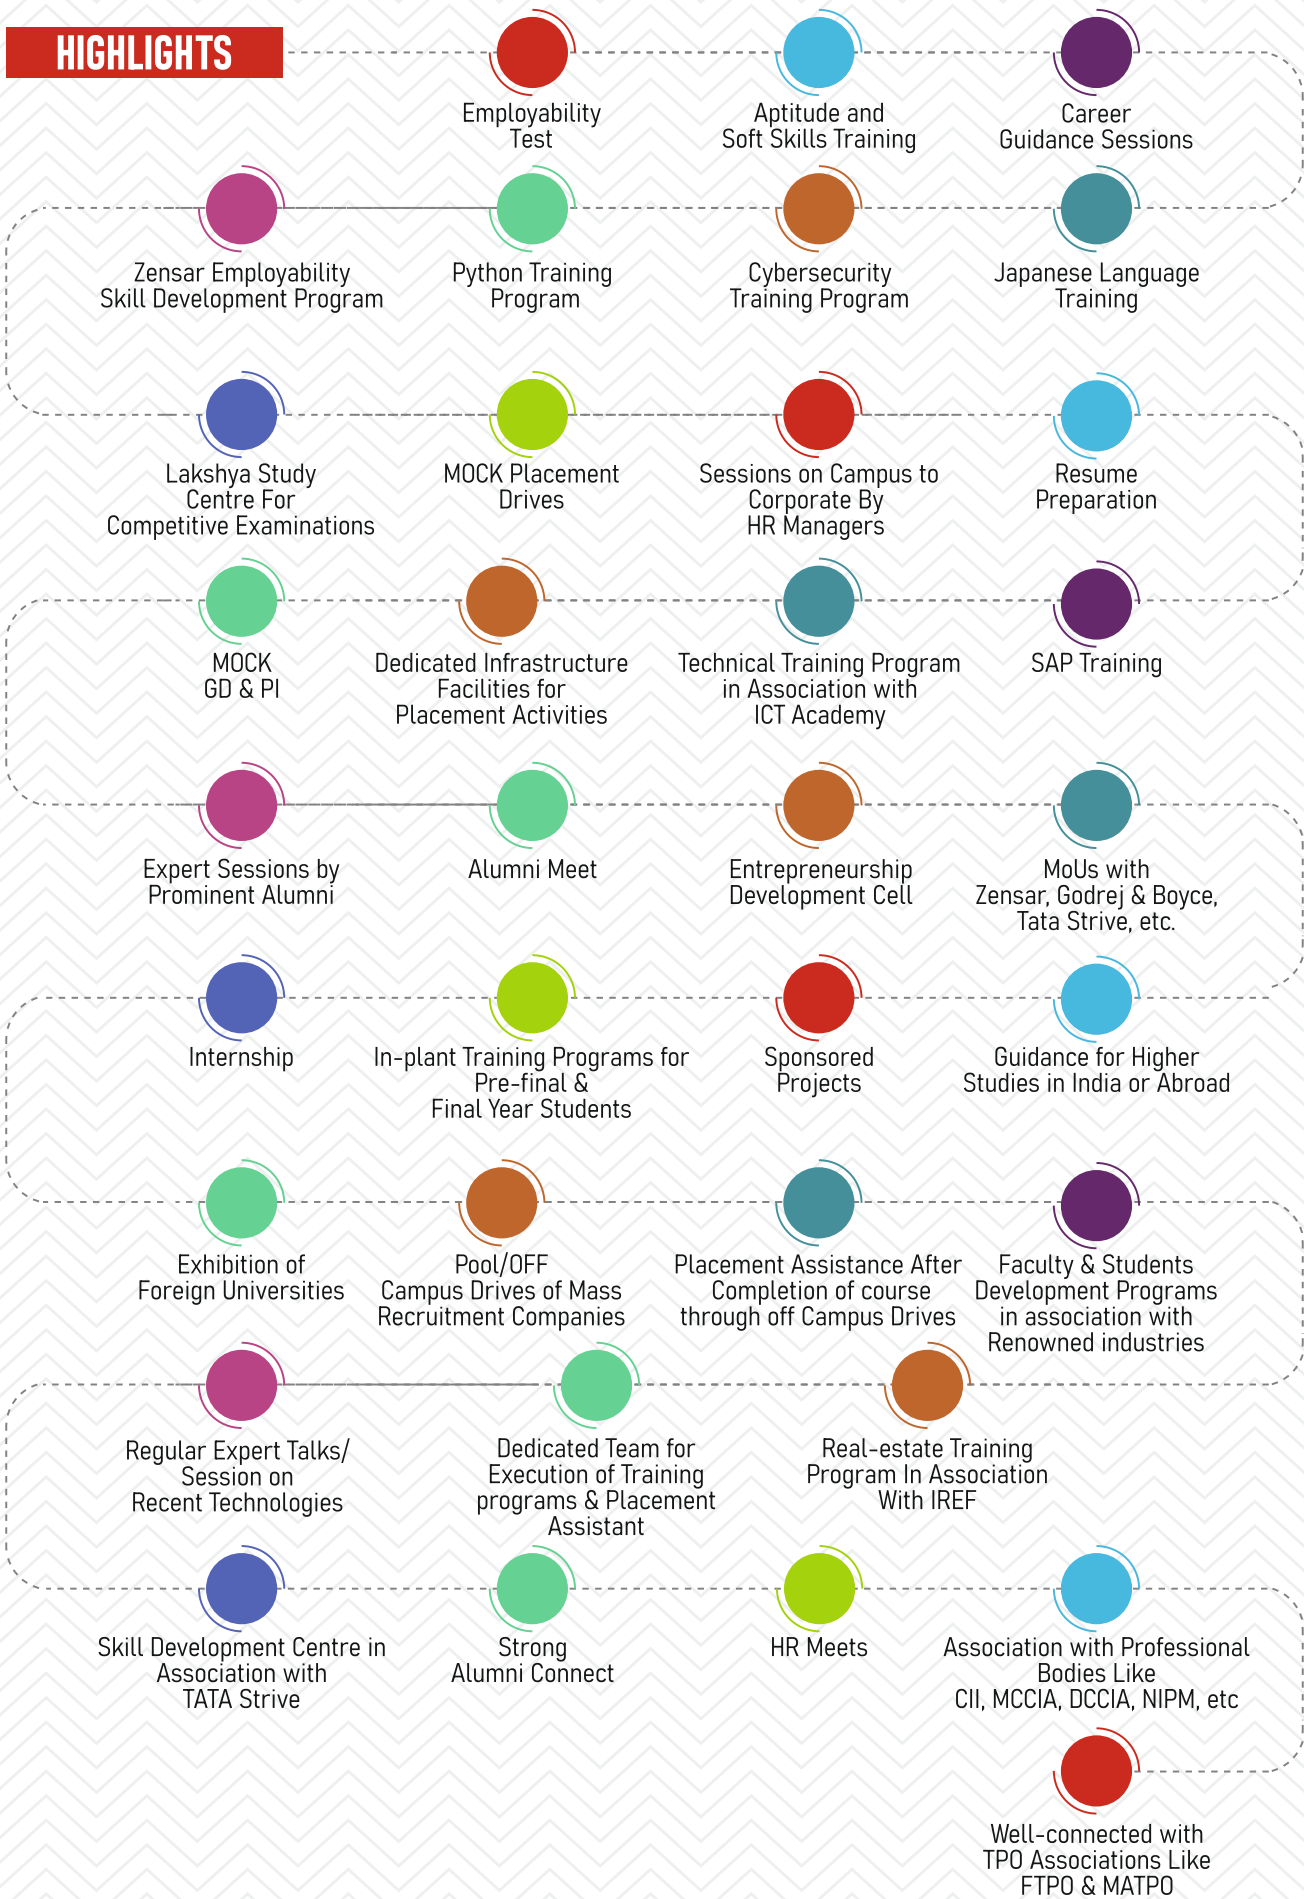 HIGHLIGHTS
Employability
Test
Aptitude and
Soft Skills Training
Career
Guidance Sessions
Zensar Employability
Skill Development Program
Python Training
Program
Cybersecurity
Training Program
Japanese Language
Training
Lakshya Study
Centre For
Competitive Examinations
MOCK Placement
Drives
Sessions on Campus to
Corporate By
HR Managers
Resume
Preparation
MOCK
GD & PI
Dedicated Infrastructure
Facilities for
Placement Activities
Technical Training Program
in Association with
ICT Academy
SAP Training
Expert Sessions by
Prominent Alumni
Alumni Meet
Entrepreneurship
Development Cell
MoUs with
Zensar, Godrej & Boyce,
Tata Strive, etc.
Internship
In-plant Training Programs for
Pre-final &
Final Year Students
Sponsored
Projects
Guidance for Higher
Studies in India or Abroad
Exhibition of
Foreign Universities
Pool/OFF
Campus Drives of Mass
Recruitment Companies
Placement Assistance After
Completion of course
through off Campus Drives
Faculty & Students
Development Programs
in association with
Renowned industries
Regular Expert Talks/
Session on
Recent Technologies
Dedicated Team for
Execution of Training
programs & Placement
Assistant
Real-estate Training
Program In Association
With IREF
Skill Development Centre in
Association with
TATA Strive
Strong
Alumni Connect
HR Meets
Association with Professional
Bodies Like
CII, MCCIA, DCCIA, NIPM, etc
Well-connected with
TPO Associations Like
FTPO & MATPO